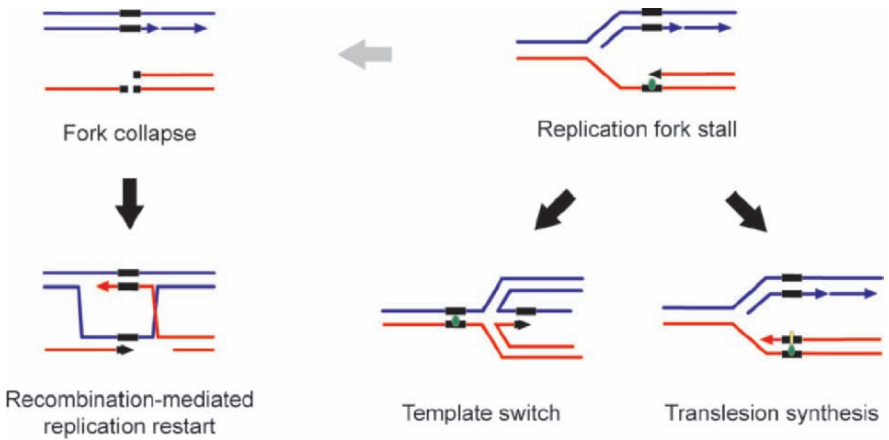 Fork collapse
Replication fork stall
Recombination-mediated
replication restart
Template switch
Translesion synthesis